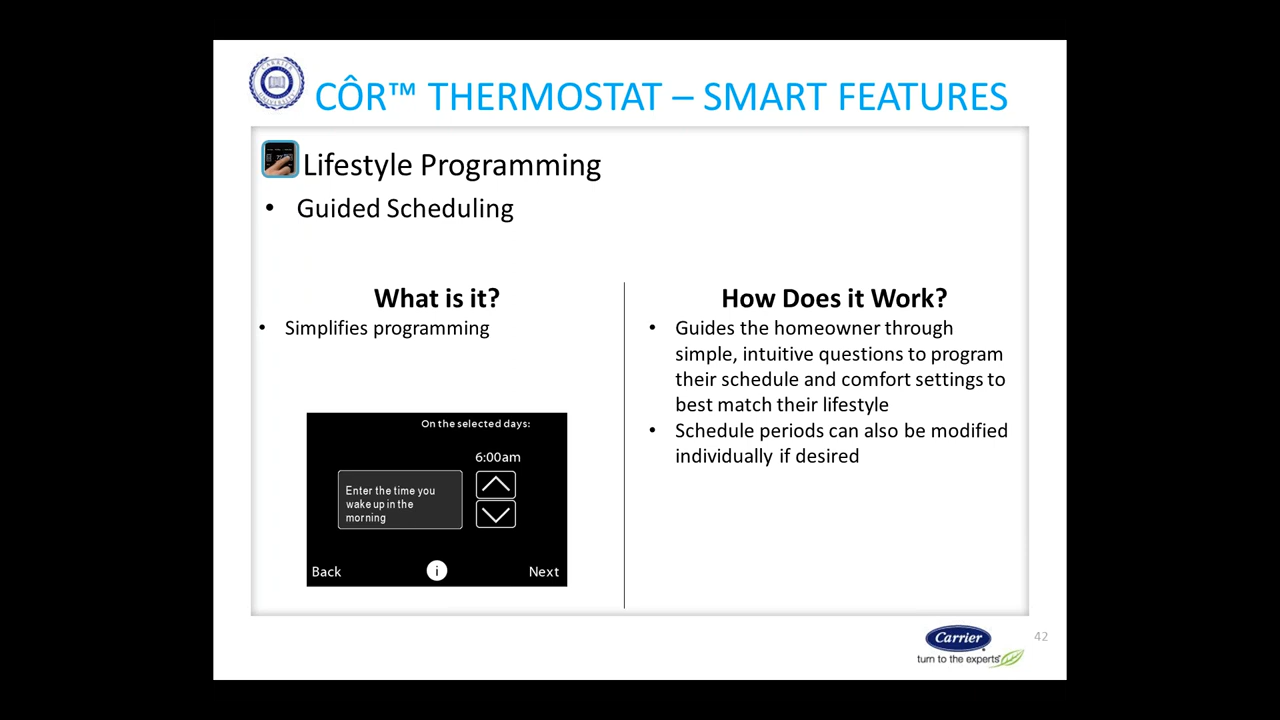 CÔR™ THERMOSTAT – SMART FEATURES
Lifestyle Programming
• Guided Scheduling
What is it?
• Simplifies programming
On the selected days:
6:00am
Enter the time you
wake up in the
morning
Back
i
Next
How Does it Work?
• Guides the homeowner through
simple, intuitive questions to program
their schedule and comfort settings to
best match their lifestyle
• Schedule periods can also be modified
individually if desired
Carrier
turn to the experts
42
CARRIER
UNIVERSITY